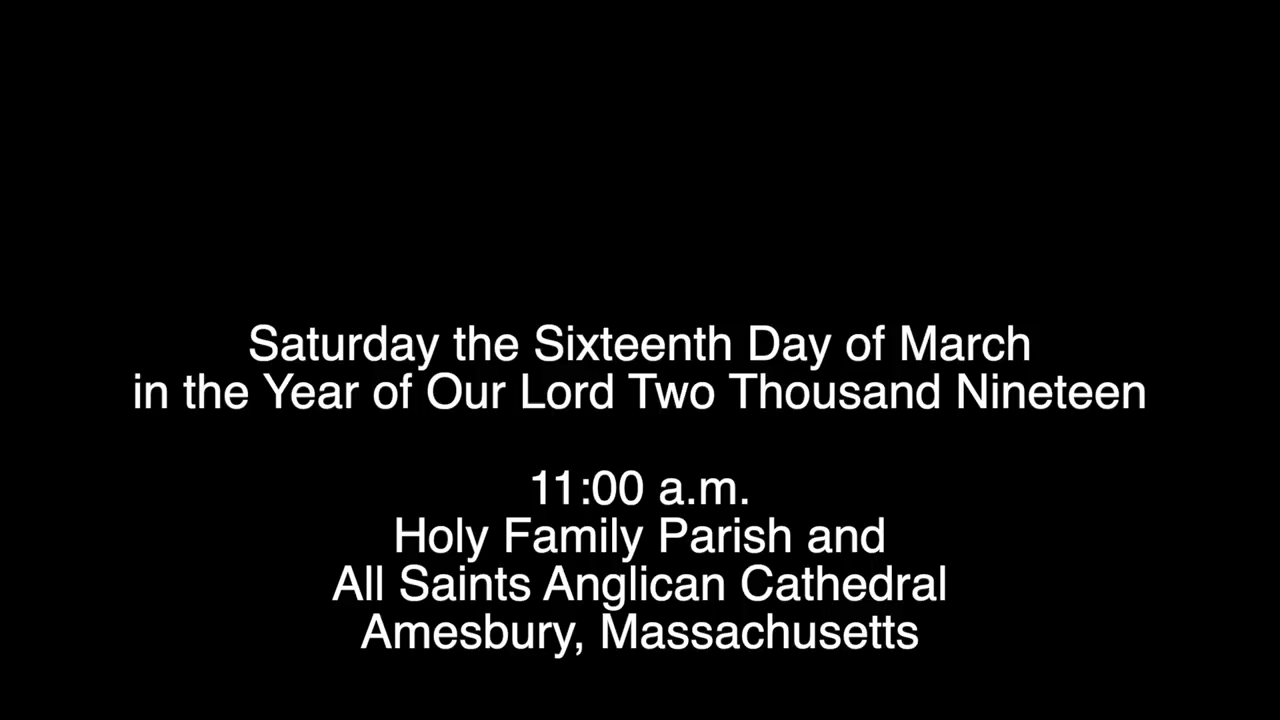 Saturday the Sixteenth Day of March
in the Year of Our Lord Two Thousand Nineteen
11:00 a.m.
Holy Family Parish and
All Saints Anglican Cathedral
Amesbury, Massachusetts